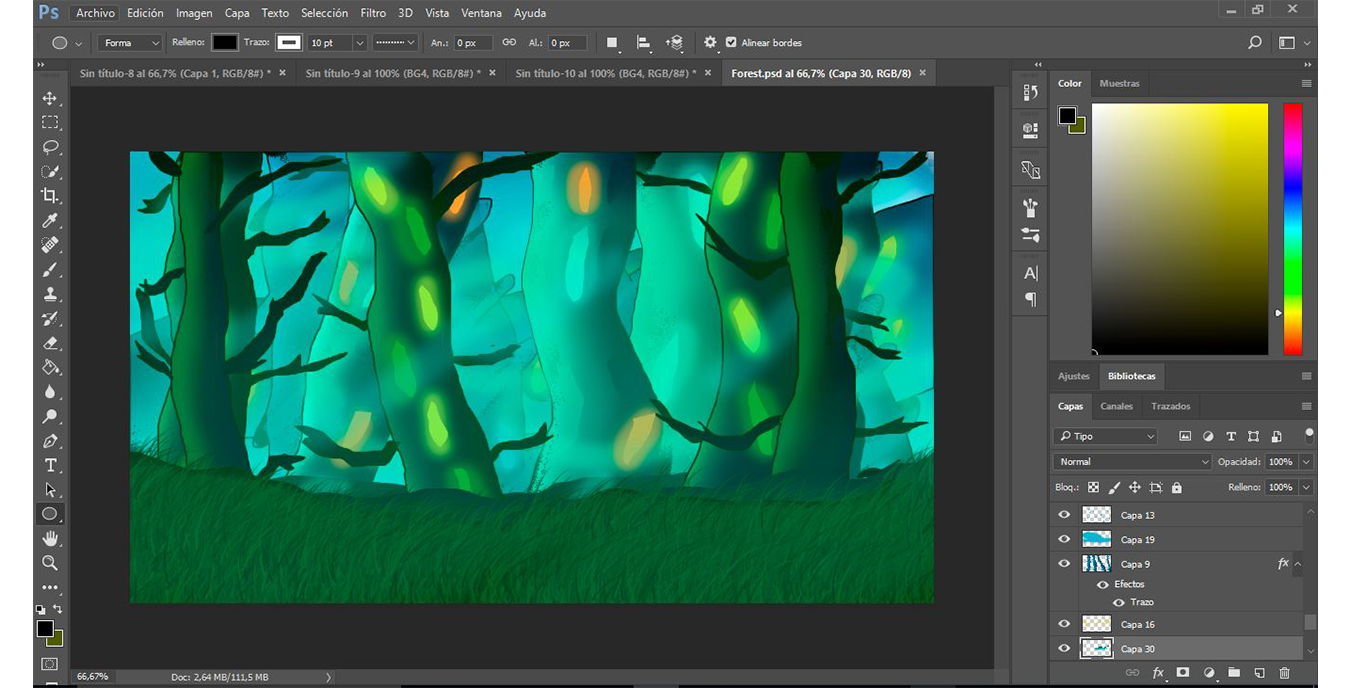 Ps Archivo Edición Imagen Capa Texto Selección Filtro 3D Vista Ventana Ayuda
Forma Relleno: Trazo: 10 pt An.: 0 px Al.: 0 px Alinear bordes
Sin título-8 al 66,7% (Capa 1, RGB/8#) * × Sin título-9 al 100% (BG4, RGB/8#) * × Sin título-10 al 100% (BG4, RGB/8#) * × Forest.psd al 66,7% (Capa 30, RGB/8) ×
Color Muestras
Ajustes Bibliotecas
Capas Canales Trazados
Tipo
Normal Opacidad: 100%
Bloq.: Relleno: 100%
Capa 13
Capa 19
Capa 9 fx
Efectos
Trazo
Capa 16
Capa 30
66,67% Doc: 2,64 MB/111,5 MB
fx